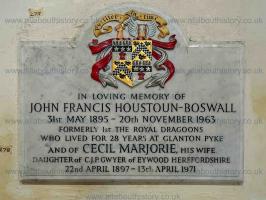 IN LOVING MEMORY OF
JOHN FRANCIS HOUSTOUN-BOSWALL
31ST MAY 1895 - 20TH NOVEMBER 1963
FORMERLY 1ST THE ROYAL DRAGOONS
WHO LIVED FOR 28 YEARS AT GLANTON PYKE
AND OF CECIL MARJORIE, HIS WIFE,
DAUGHTER OF C.J.P. GWYER OF EYWOOD HEREFORDSHIRE
22ND APRIL 1897 - 13TH APRIL 1971